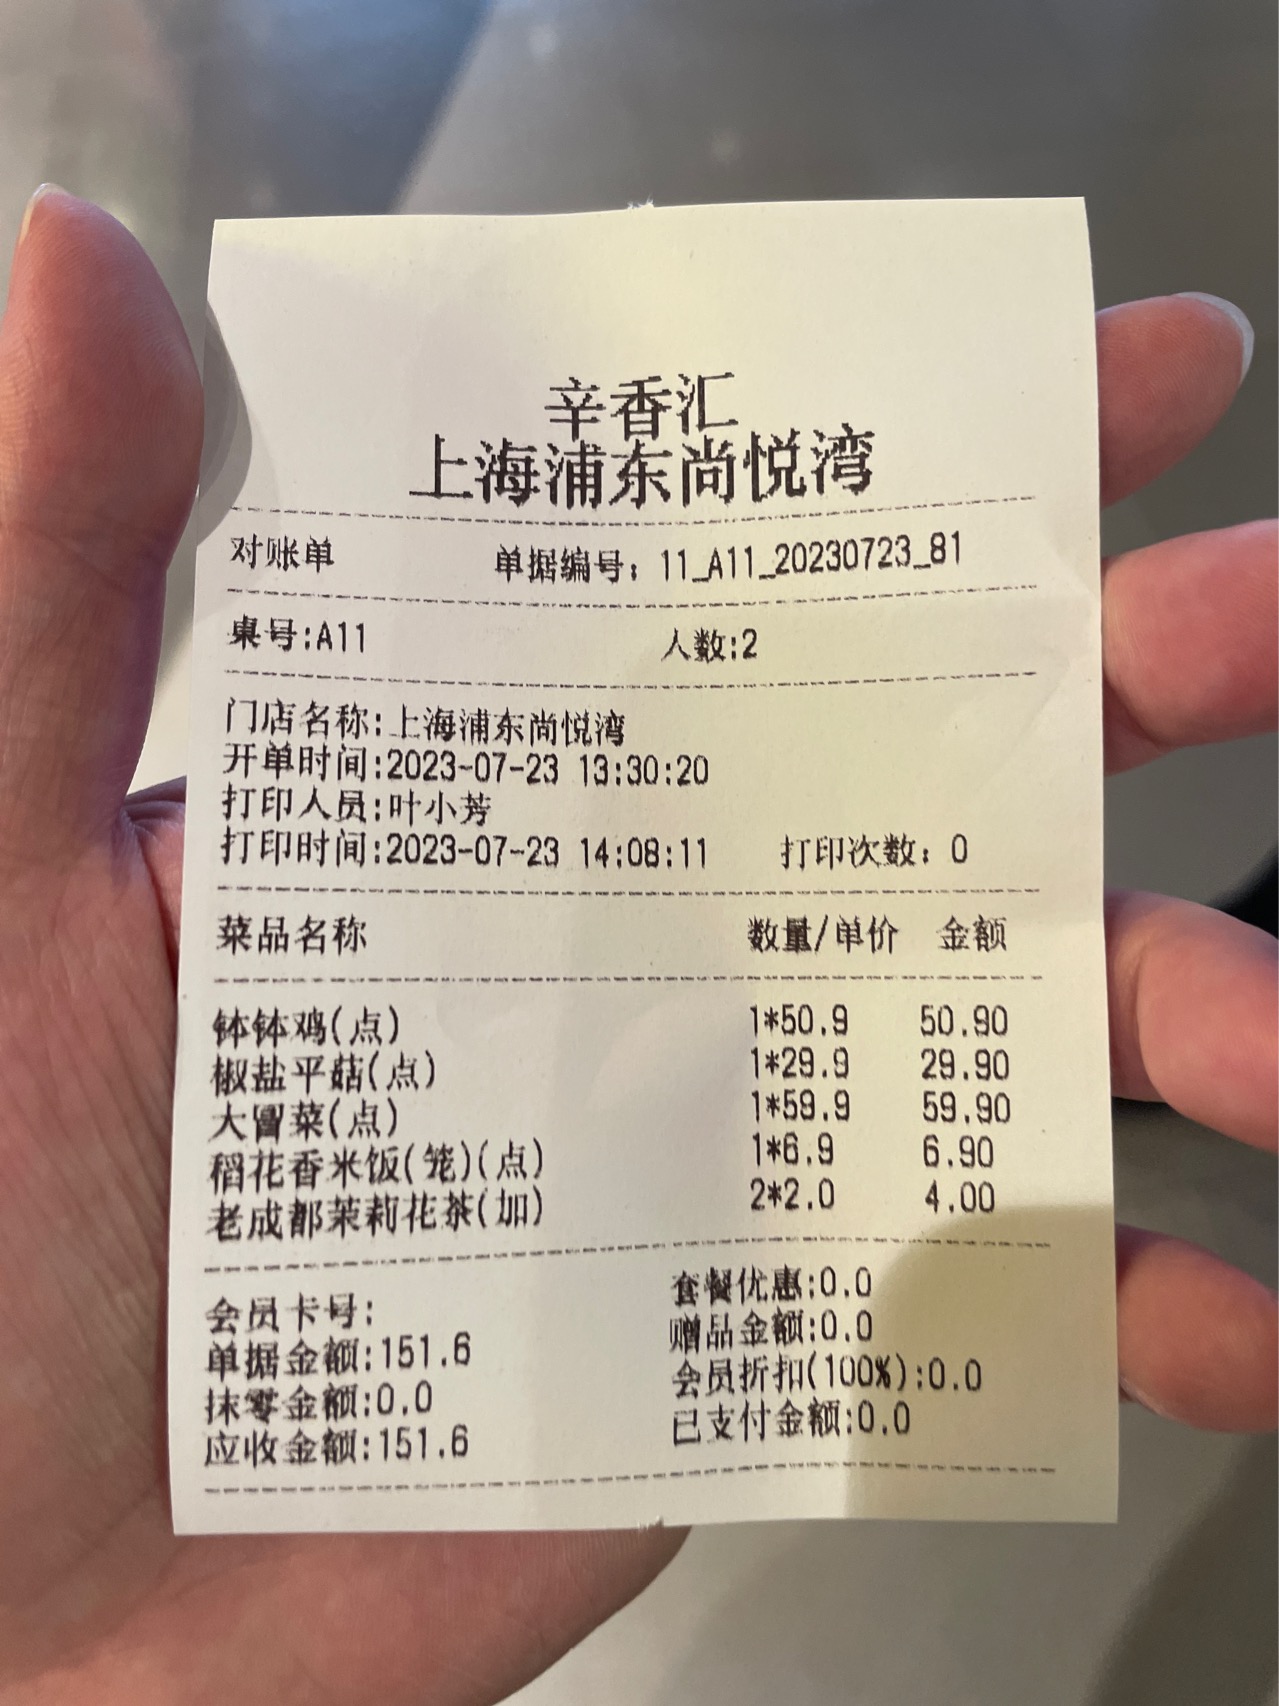 辛香汇
上海浦东尚悦湾
对账单 单据编号：11_A11_20230723_81
桌号:A11 人数:2
门店名称:上海浦东尚悦湾
开单时间:2023-07-23 13:30:20
打印人员:叶小芳
打印时间:2023-07-23 14:08:11 打印次数：0
菜品名称 数量/单价 金额
钵钵鸡(点) 1*50.9 50.90
椒盐平菇(点) 1*29.9 29.90
大冒菜(点) 1*59.9 59.90
稻花香米饭(笼)(点) 1*6.9 6.90
老成都茉莉花茶(加) 2*2.0 4.00
会员卡号: 套餐优惠:0.0
单据金额:151.6 赠品金额:0.0
抹零金额:0.0 会员折扣(100%):0.0
应收金额:151.6 已支付金额:0.0